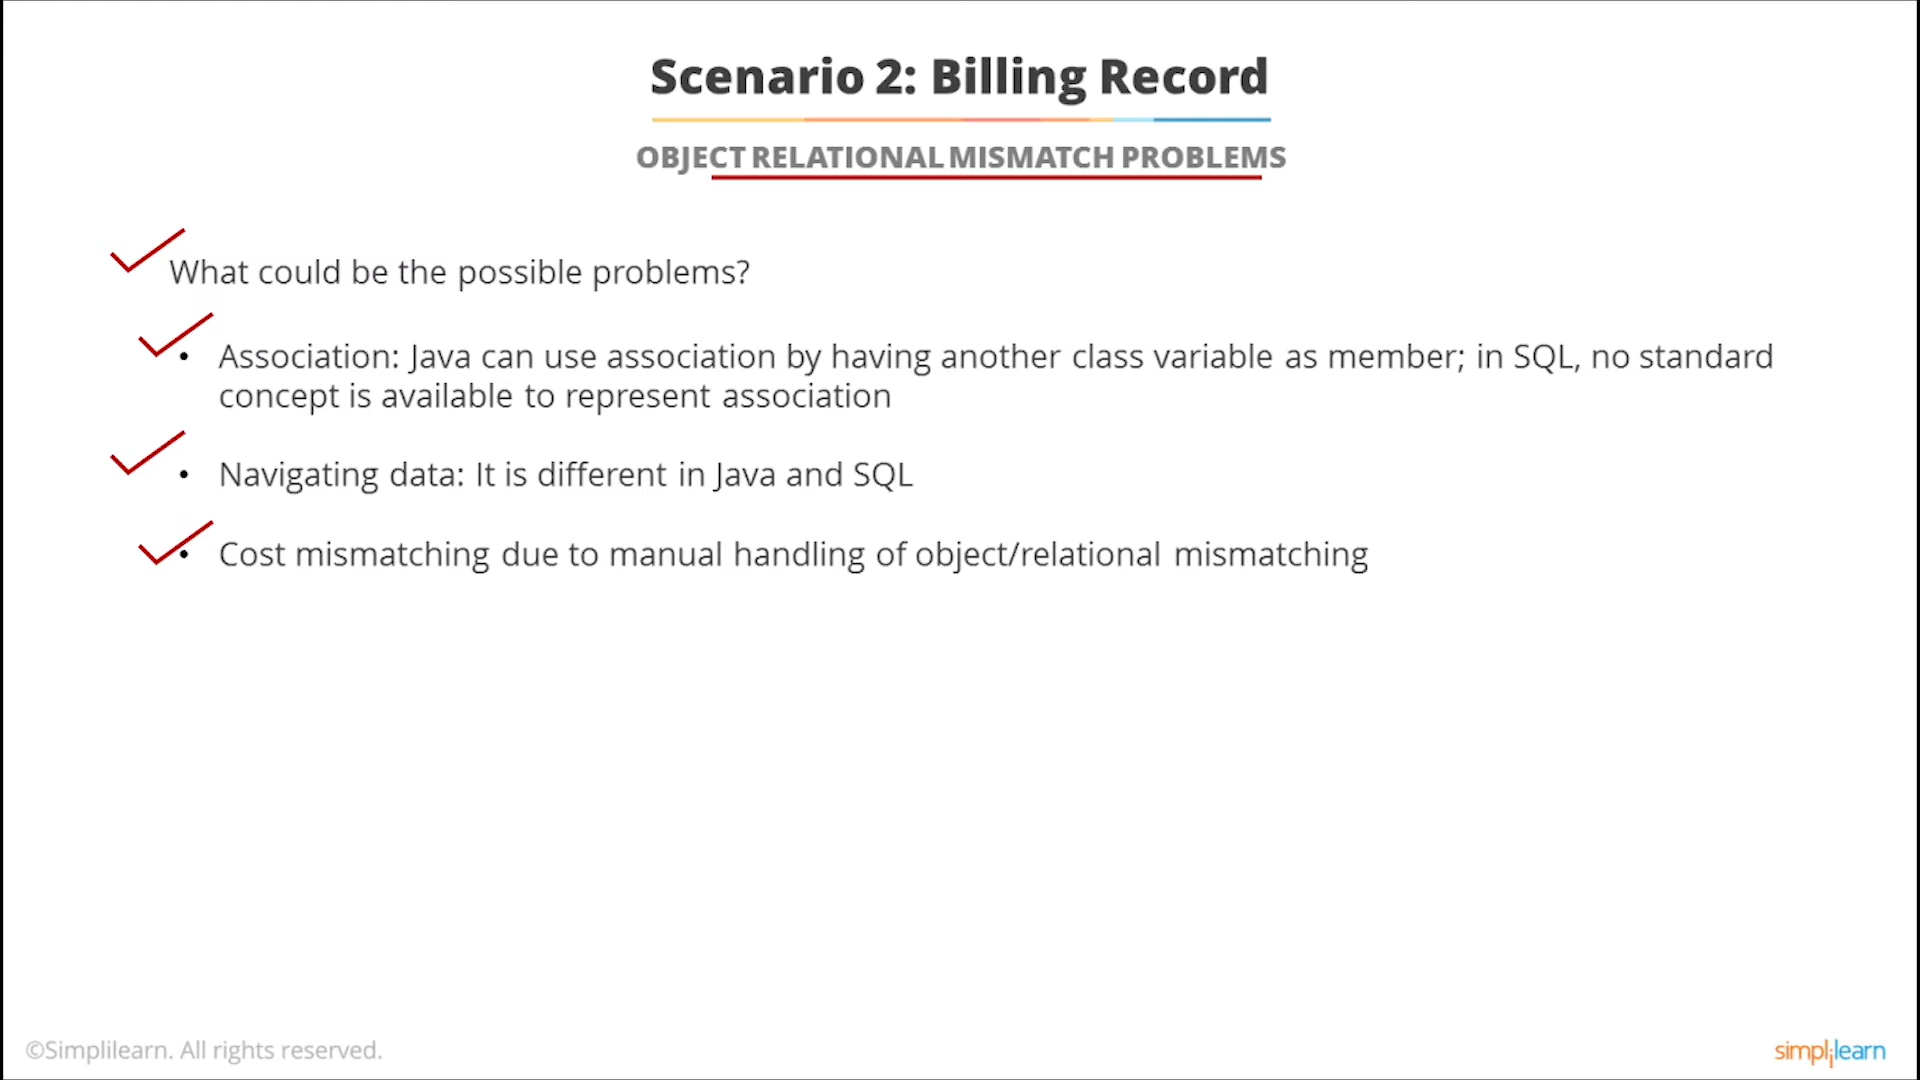 Scenario 2: Billing Record
OBJECT RELATIONAL MISMATCH PROBLEMS
What could be the possible problems?
• Association: Java can use association by having another class variable as member; in SQL, no standard
concept is available to represent association
• Navigating data: It is different in Java and SQL
• Cost mismatching due to manual handling of object/relational mismatching
©Simplilearn. All rights reserved.
simplilearn